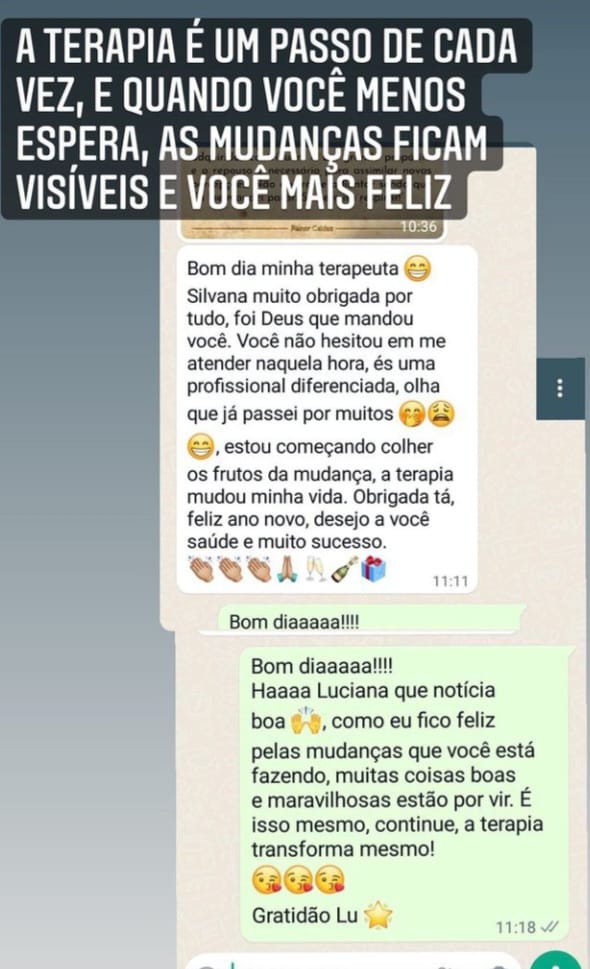 A TERAPIA É UM PASSO DE CADA
VEZ, E QUANDO VOCÊ MENOS
ESPERA, AS MUDANÇAS FICAM
VISÍVEIS E VOCÊ MAIS FELIZ
10:36
Bom dia minha terapeuta 😁
Silvana muito obrigada por
tudo, foi Deus que mandou
você. Você não hesitou em me
atender naquela hora, és uma
profissional diferenciada, olha
que já passei por muitos 🤭😩
😁, estou começando colher
os frutos da mudança, a terapia
mudou minha vida. Obrigada tá,
feliz ano novo, desejo a você
saúde e muito sucesso.
👏🏽👏🏽👏🏽🙏🏽🥂🍾🎁
11:11
Bom diaaaaa!!!!
Bom diaaaaa!!!!
Haaaa Luciana que notícia
boa 🙌, como eu fico feliz
pelas mudanças que você está
fazendo, muitas coisas boas
e maravilhosas estão por vir. É
isso mesmo, continue, a terapia
transforma mesmo!
😘😘😘
Gratidão Lu 🌟
11:18